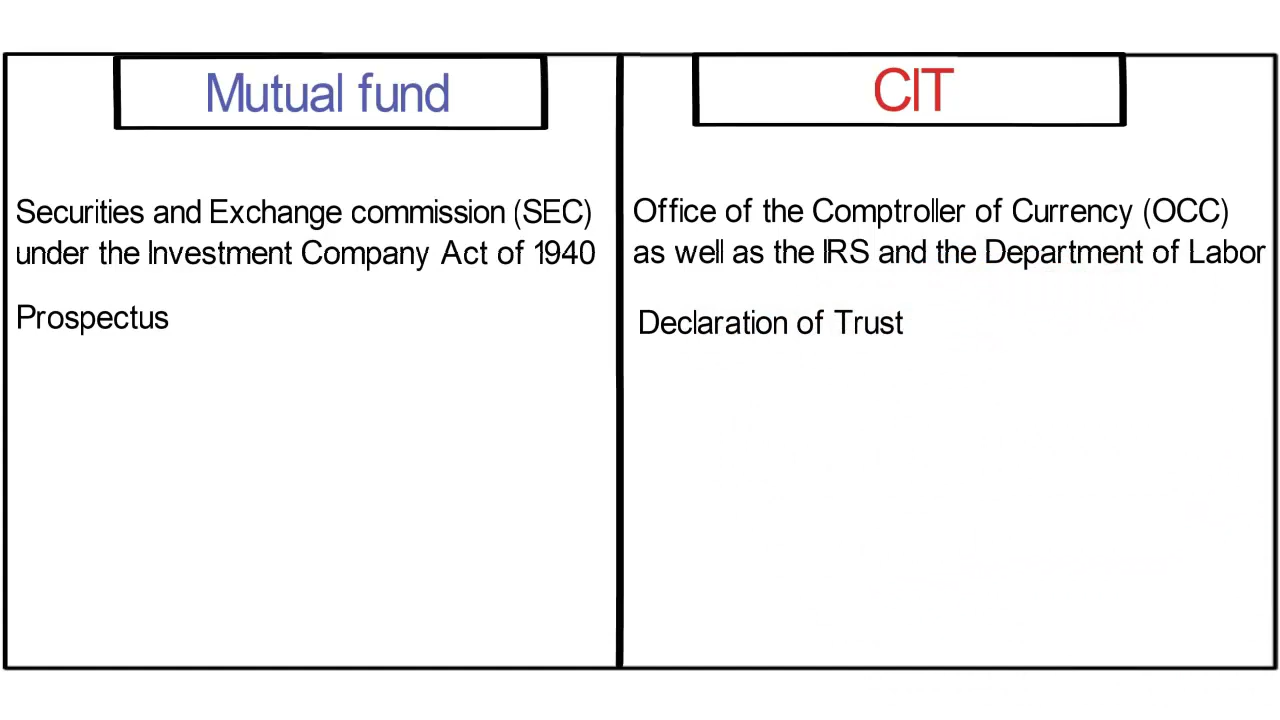 Mutual fund
Securities and Exchange commission (SEC)
under the Investment Company Act of 1940
Prospectus
CIT
Office of the Comptroller of Currency (OCC)
as well as the IRS and the Department of Labor
Declaration of Trust